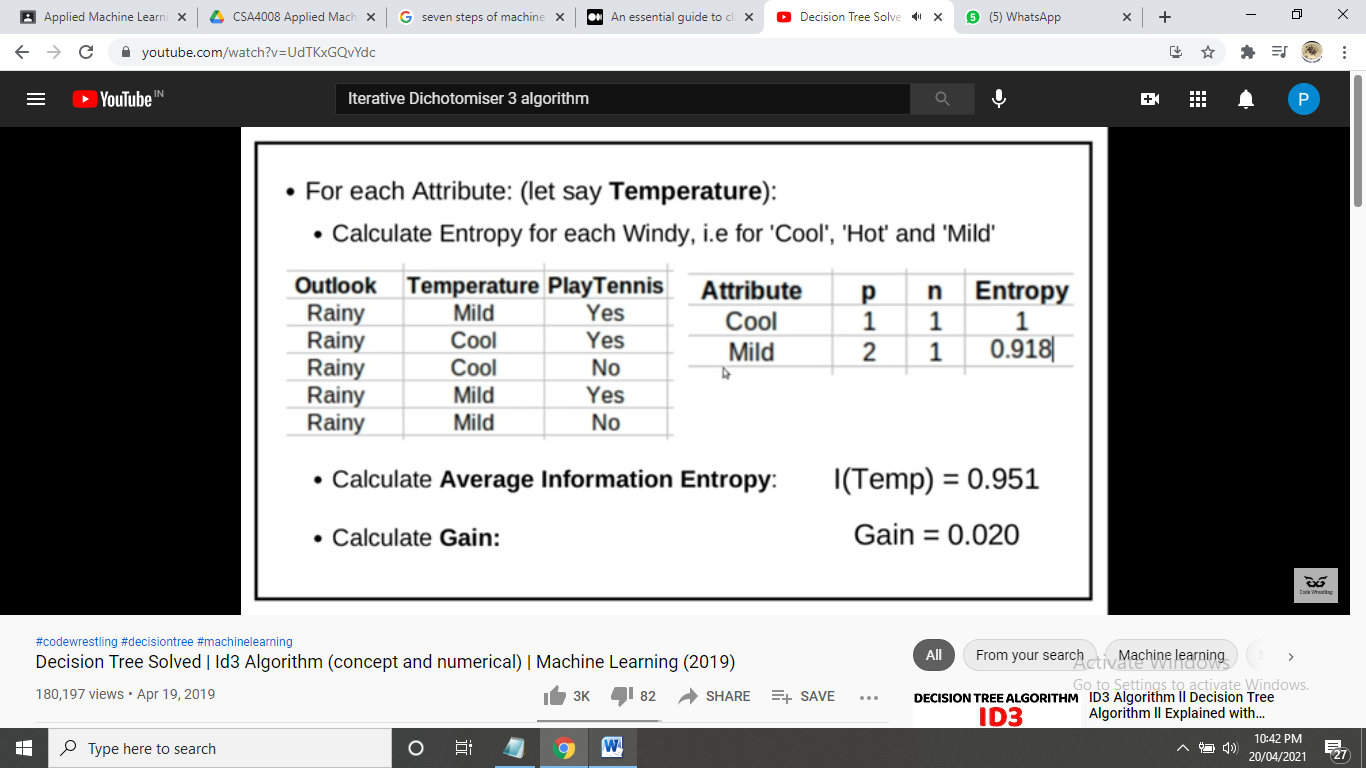 Applied Machine Learni
CSA4008 Applied Mach
seven steps of machine
An essential guide to cl
Decision Tree Solve
(5) WhatsApp
youtube.com/watch?v=UdTKxGQvYdc
YouTube IN
Iterative Dichotomiser 3 algorithm
P
• For each Attribute: (let say Temperature):
• Calculate Entropy for each Windy, i.e for 'Cool', 'Hot' and 'Mild'
Outlook Temperature PlayTennis
Rainy Mild Yes
Rainy Cool Yes
Rainy Cool No
Rainy Mild Yes
Rainy Mild No
Attribute p n Entropy
Cool 1 1 1
Mild 2 1 0.918
• Calculate Average Information Entropy: I(Temp) = 0.951
• Calculate Gain: Gain = 0.020
Code Wrestling
#codewrestling #decisiontree #machinelearning
Decision Tree Solved | Id3 Algorithm (concept and numerical) | Machine Learning (2019)
180,197 views • Apr 19, 2019
3K 82 SHARE SAVE
All From your search Machine learning
Activate Windows
Go to Settings to activate Windows.
DECISION TREE ALGORITHM
ID3
ID3 Algorithm ll Decision Tree
Algorithm ll Explained with...
Type here to search
10:42 PM
20/04/2021
27